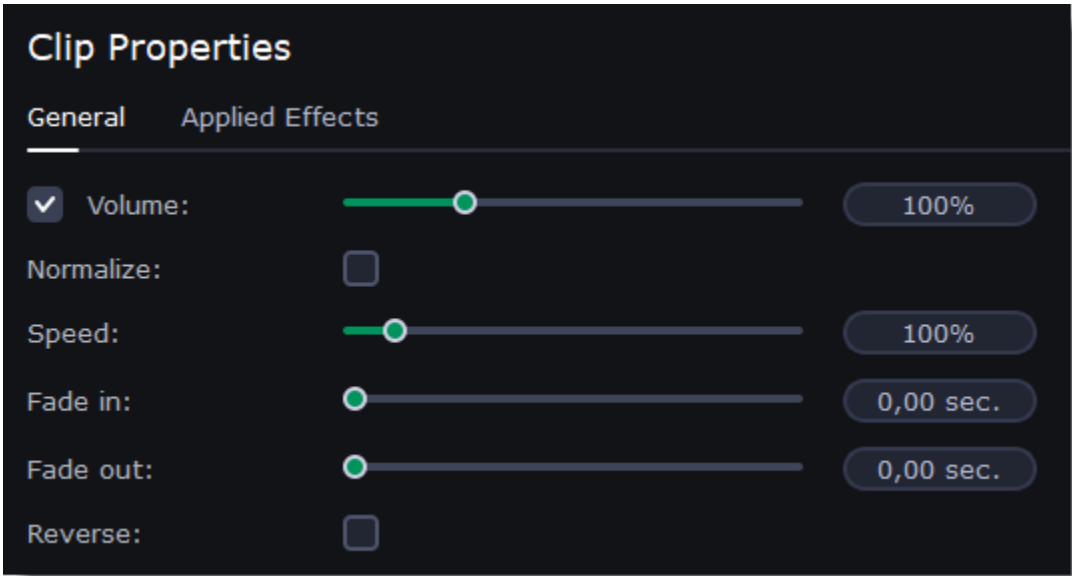 Clip Properties
General Applied Effects
Volume: 100%
Normalize:
Speed: 100%
Fade in: 0,00 sec.
Fade out: 0,00 sec.
Reverse: